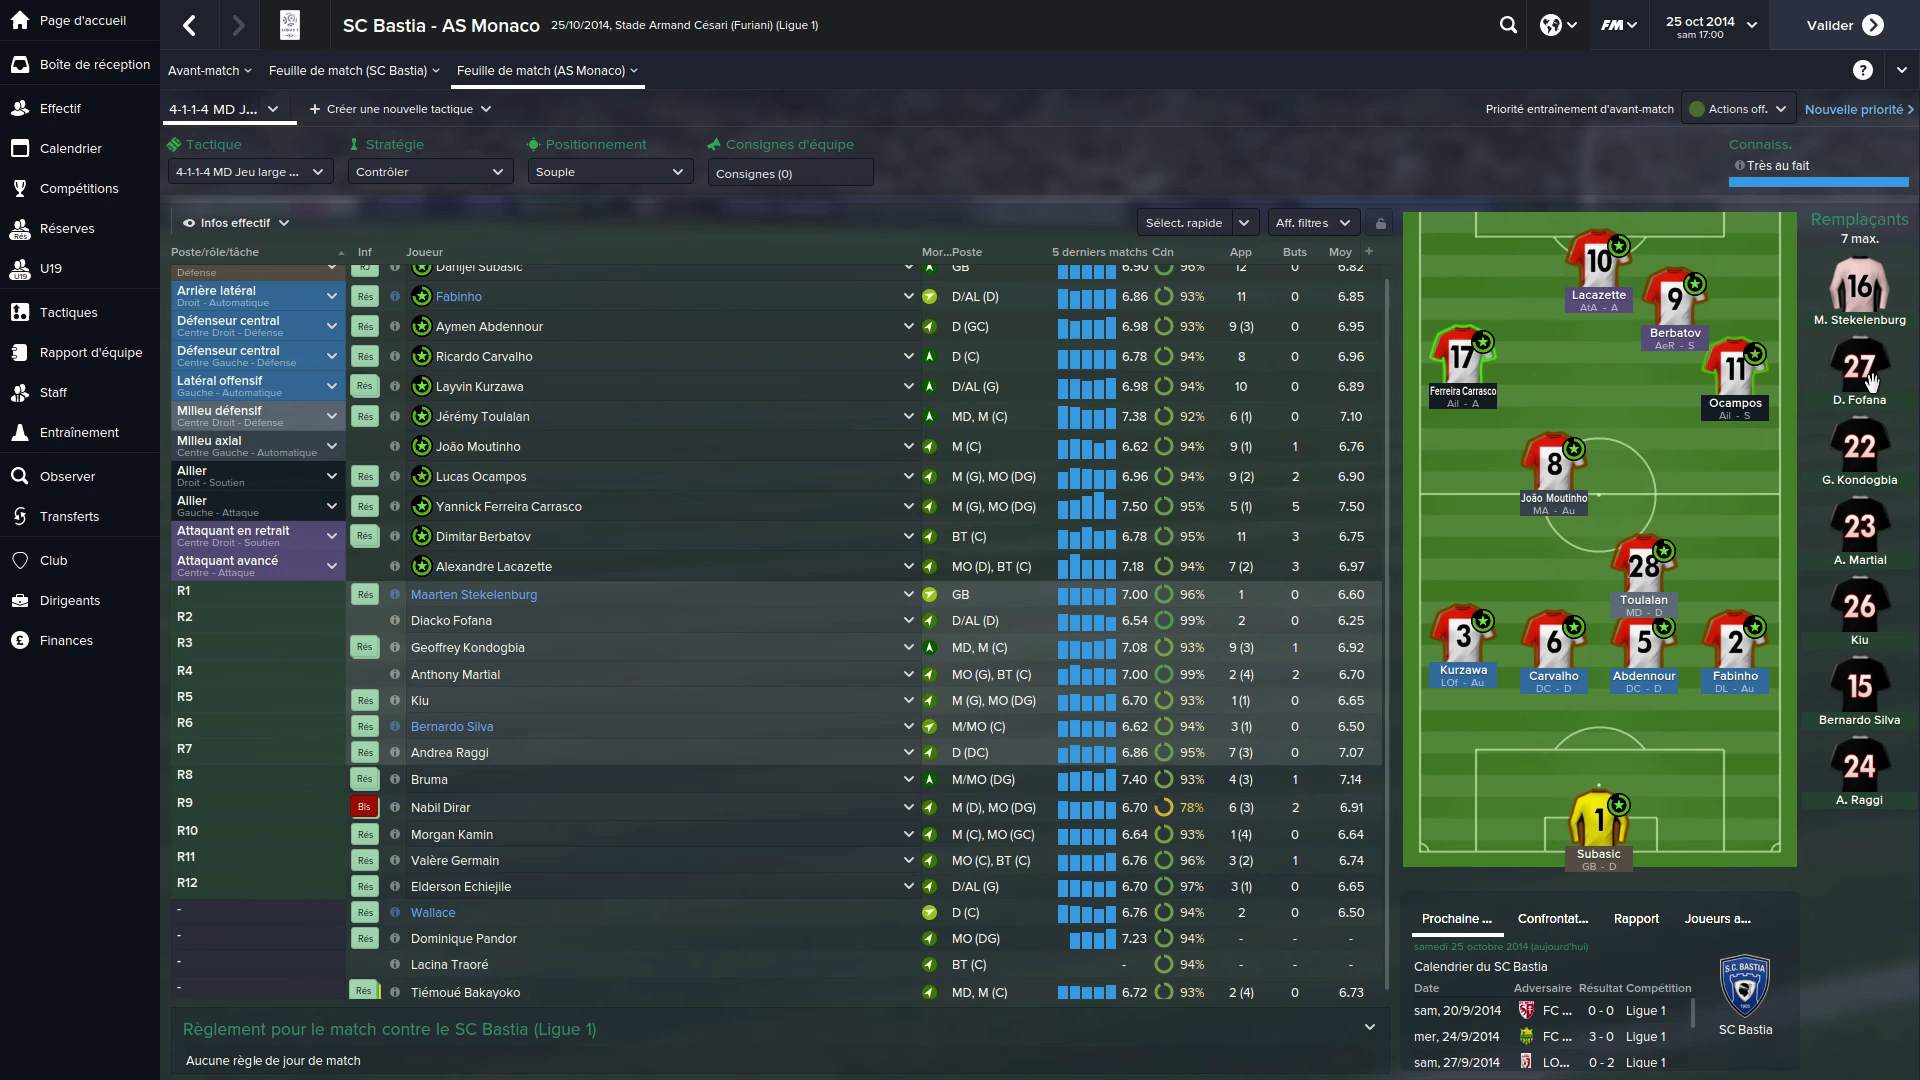 Page d'accueil
Boîte de réception
Effectif
Calendrier
Compétitions
Réserves
U19
Tactiques
Rapport d'équipe
Staff
Entraînement
Observer
Transferts
Club
Dirigeants
Finances
SC Bastia - AS Monaco 25/10/2014, Stade Armand Césari (Furiani) (Ligue 1)
FM
25 oct 2014
sam 17:00
Valider
Avant-match Feuille de match (SC Bastia) Feuille de match (AS Monaco)
4-1-1-4 MD J... + Créer une nouvelle tactique
Priorité entraînement d'avant-match Actions off. Nouvelle priorité
Tactique Stratégie Positionnement Consignes d'équipe
4-1-1-4 MD Jeu large ... Contrôler Souple Consignes (0)
Connaiss.
Très au fait
Infos effectif Sélect. rapide Aff. filtres
Poste/rôle/tâche Inf Joueur Mor... Poste 5 derniers matchs Cdn App Buts Moy +
Défense RJ Danijel Subasic GB 6.90 96% 12 0 6.82
Arrière latéral
Droit - Automatique
Rés Fabinho D/AL (D) 6.86 93% 11 0 6.85
Défenseur central
Centre Droit - Défense
Rés Aymen Abdennour D (GC) 6.98 93% 9 (3) 0 6.95
Défenseur central
Centre Gauche - Défense
Rés Ricardo Carvalho D (C) 6.78 94% 8 0 6.96
Latéral offensif
Gauche - Automatique
Rés Layvin Kurzawa D/AL (G) 6.98 94% 10 0 6.89
Milieu défensif
Centre Droit - Défense
Rés Jérémy Toulalan MD, M (C) 7.38 92% 6 (1) 0 7.10
Milieu axial
Centre Gauche - Automatique
João Moutinho M (C) 6.62 94% 9 (1) 1 6.76
Allier
Droit - Soutien
Rés Lucas Ocampos M (G), MO (DG) 6.96 94% 9 (2) 2 6.90
Allier
Gauche - Attaque
Rés Yannick Ferreira Carrasco M (G), MO (DG) 7.50 95% 5 (1) 5 7.50
Attaquant en retrait
Centre Droit - Soutien
Rés Dimitar Berbatov BT (C) 6.78 95% 11 3 6.75
Attaquant avancé
Centre - Attaque
Alexandre Lacazette MO (D), BT (C) 7.18 94% 7 (2) 3 6.97
R1 Rés Maarten Stekelenburg GB 7.00 96% 1 0 6.60
R2 Diacko Fofana D/AL (D) 6.54 99% 2 0 6.25
R3 Rés Geoffrey Kondogbia MD, M (C) 7.08 93% 9 (3) 1 6.92
R4 Anthony Martial MO (G), BT (C) 7.00 99% 2 (4) 2 6.70
R5 Rés Kiu M (G), MO (DG) 6.70 93% 1 (1) 0 6.65
R6 Rés Bernardo Silva M/MO (C) 6.62 94% 3 (1) 0 6.50
R7 Rés Andrea Raggi D (DC) 6.86 95% 7 (3) 0 7.07
R8 Rés Bruma M/MO (DG) 7.40 93% 4 (3) 1 7.14
R9 Bls Nabil Dirar M (D), MO (DG) 6.70 78% 6 (3) 2 6.91
R10 Rés Morgan Kamin M (C), MO (GC) 6.64 93% 1 (4) 0 6.64
R11 Rés Valère Germain MO (C), BT (C) 6.76 96% 3 (2) 1 6.74
R12 Rés Elderson Echiejile D/AL (G) 6.70 97% 3 (1) 0 6.65
- Rés Wallace D (C) 6.76 94% 2 0 6.50
- Rés Dominique Pandor MO (DG) 7.23 94% - - -
- Lacina Traoré BT (C) - 94% - - -
- Rés Tiémoué Bakayoko MD, M (C) 6.72 93% 2 (4) 0 6.73
Règlement pour le match contre le SC Bastia (Ligue 1)
Aucune règle de jour de match
10
Lacazette
AtA - A
9
Berbatov
AeR - S
17
Ferreira Carrasco
Ail - A
11
Ocampos
Ail - S
8
João Moutinho
MA - Au
28
Toulalan
MD - D
3
Kurzawa
LOf - Au
6
Carvalho
DC - D
5
Abdennour
DC - D
2
Fabinho
DL - Au
1
Subasic
GB - D
Remplaçants
7 max.
16
M. Stekelenburg
27
D. Fofana
22
G. Kondogbia
23
A. Martial
26
Kiu
15
Bernardo Silva
24
A. Raggi
Prochaine ... Confrontat... Rapport Joueurs a...
samedi 25 octobre 2014 (aujourd'hui)
Calendrier du SC Bastia
Date Adversaire Résultat Compétition
sam, 20/9/2014 FC ... 0 - 0 Ligue 1
mer, 24/9/2014 FC ... 3 - 0 Ligue 1
sam, 27/9/2014 LO... 0 - 2 Ligue 1
S.C. BASTIA
SC Bastia